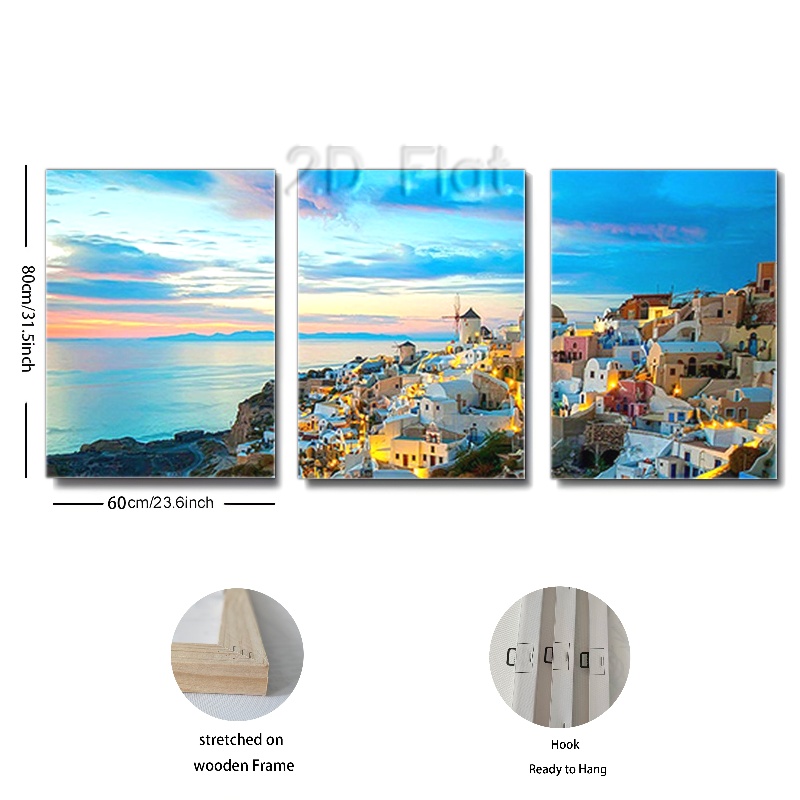 2D Flat
80cm/31.5inch
60cm/23.6inch
stretched on
wooden Frame
Hook
Ready to Hang